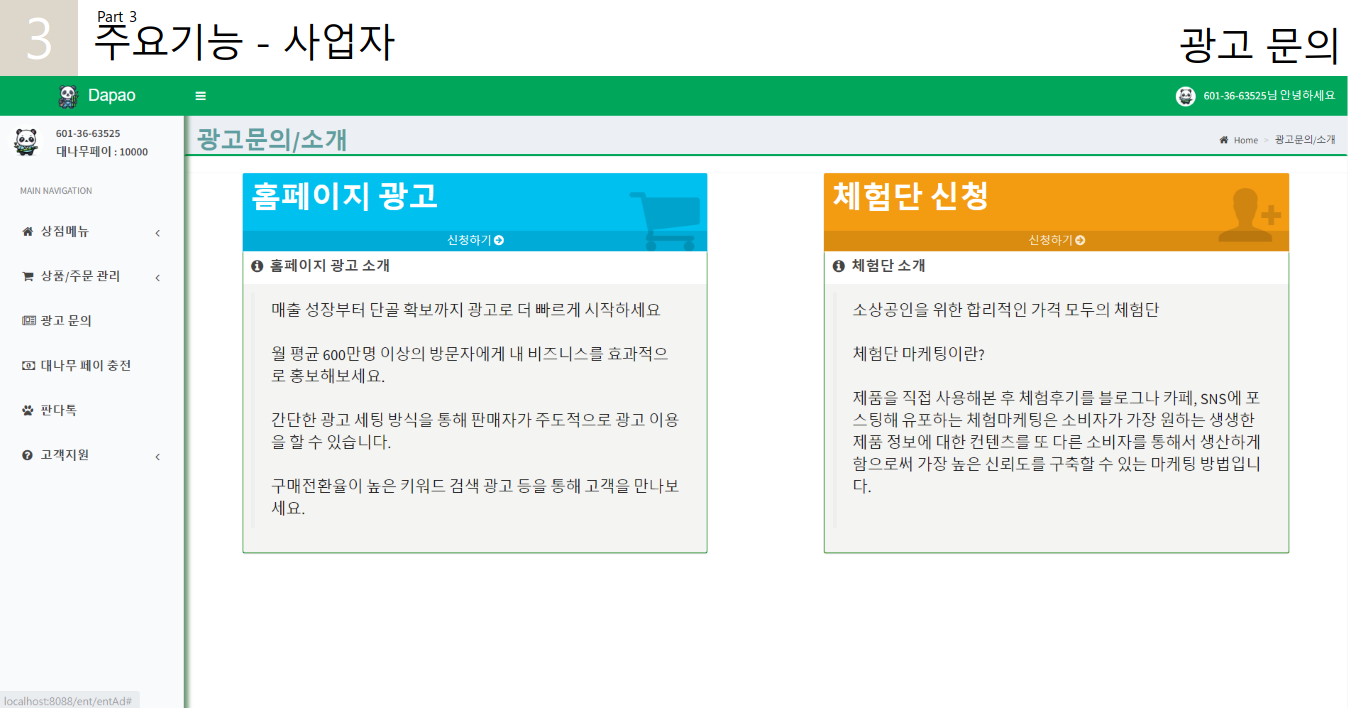 3
Part 3
주요기능 - 사업자
광고 문의
Dapao
601-36-63525님 안녕하세요
601-36-63525
대나무페이 : 10000
MAIN NAVIGATION
상점메뉴
상품/주문 관리
광고 문의
대나무 페이 충전
판다톡
고객지원
광고문의/소개
Home > 광고문의/소개
홈페이지 광고
신청하기
홈페이지 광고 소개
매출 성장부터 단골 확보까지 광고로 더 빠르게 시작하세요
월 평균 600만명 이상의 방문자에게 내 비즈니스를 효과적으
로 홍보해보세요.
간단한 광고 세팅 방식을 통해 판매자가 주도적으로 광고 이용
을 할 수 있습니다.
구매전환율이 높은 키워드 검색 광고 등을 통해 고객을 만나보
세요.
체험단 신청
신청하기
체험단 소개
소상공인을 위한 합리적인 가격 모두의 체험단
체험단 마케팅이란?
제품을 직접 사용해본 후 체험후기를 블로그나 카페, SNS에 포
스팅해 유포하는 체험마케팅은 소비자가 가장 원하는 생생한
제품 정보에 대한 컨텐츠를 또 다른 소비자를 통해서 생산하게
함으로써 가장 높은 신뢰도를 구축할 수 있는 마케팅 방법입니
다.
localhost:8088/ent/entAd#